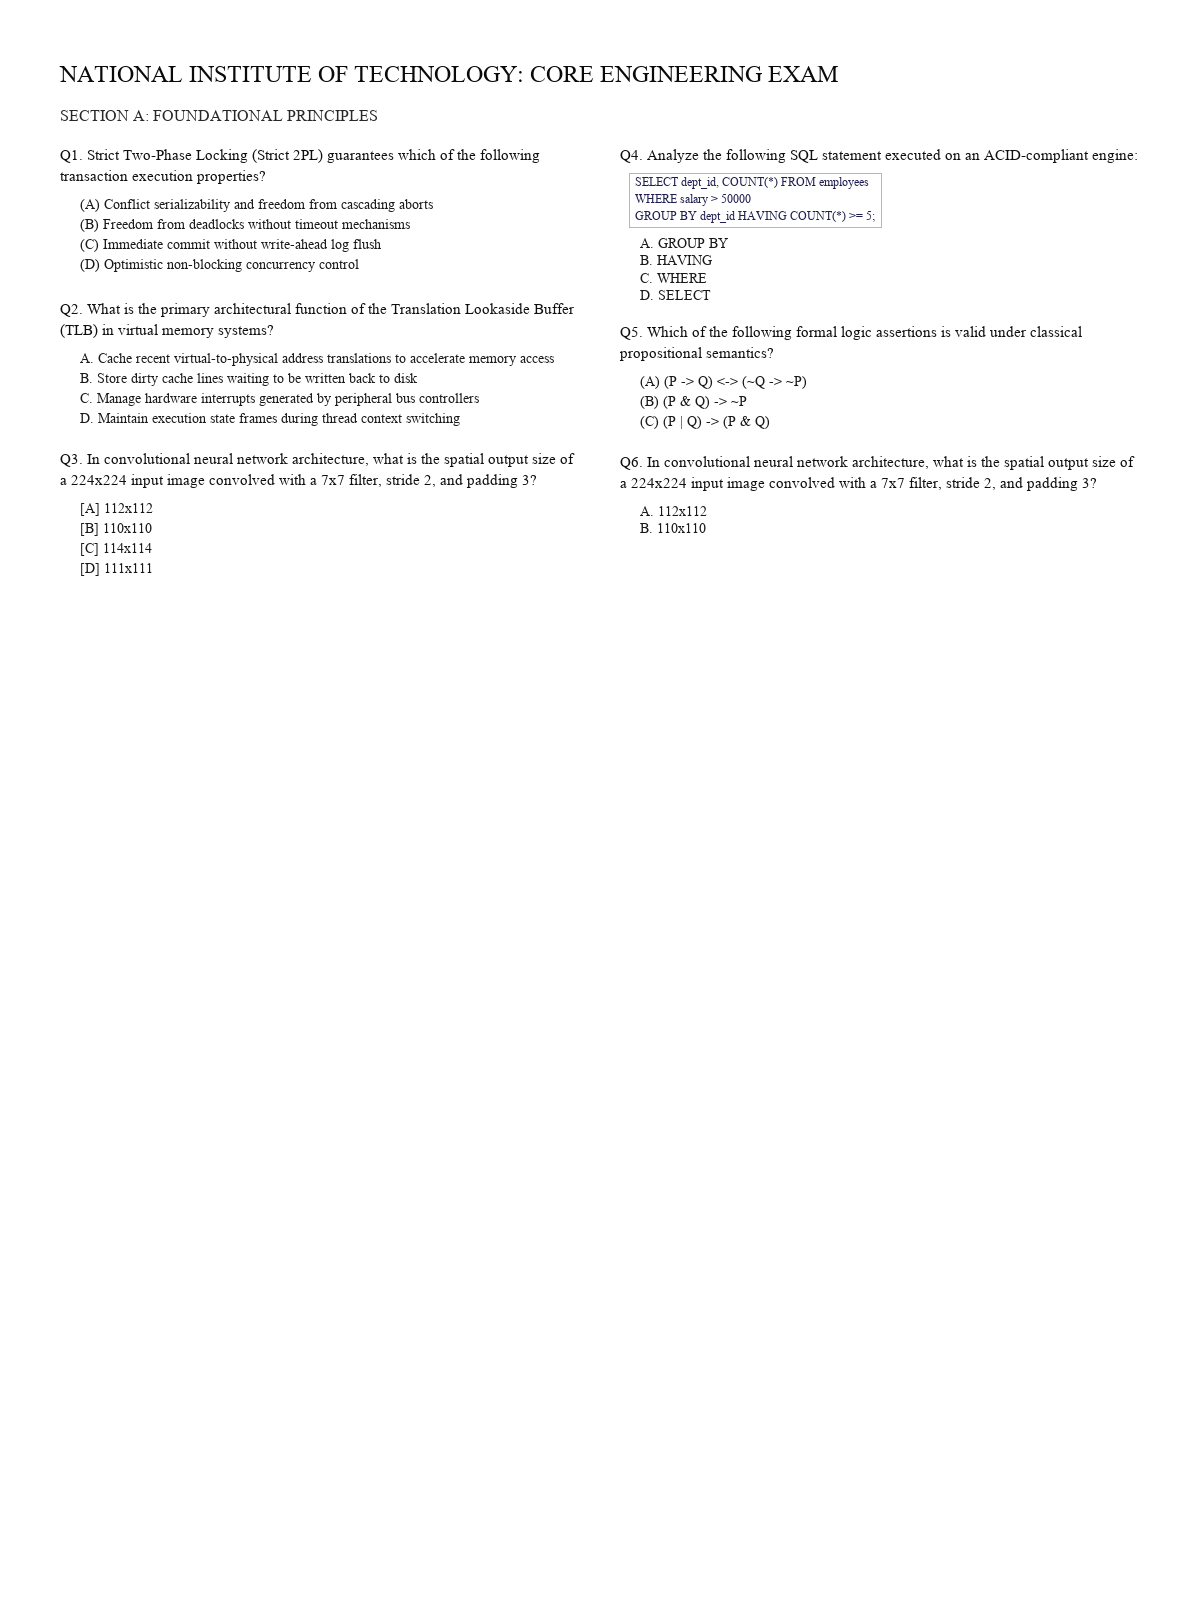 NATIONAL INSTITUTE OF TECHNOLOGY: CORE ENGINEERING EXAM
SECTION A: FOUNDATIONAL PRINCIPLES
Q1. Strict Two-Phase Locking (Strict 2PL) guarantees which of the following
transaction execution properties?
(A) Conflict serializability and freedom from cascading aborts
(B) Freedom from deadlocks without timeout mechanisms
(C) Immediate commit without write-ahead log flush
(D) Optimistic non-blocking concurrency control
Q2. What is the primary architectural function of the Translation Lookaside Buffer
(TLB) in virtual memory systems?
A. Cache recent virtual-to-physical address translations to accelerate memory access
B. Store dirty cache lines waiting to be written back to disk
C. Manage hardware interrupts generated by peripheral bus controllers
D. Maintain execution state frames during thread context switching
Q3. In convolutional neural network architecture, what is the spatial output size of
a 224x224 input image convolved with a 7x7 filter, stride 2, and padding 3?
[A] 112x112
[B] 110x110
[C] 114x114
[D] 111x111
Q4. Analyze the following SQL statement executed on an ACID-compliant engine:
SELECT dept_id, COUNT(*) FROM employees
WHERE salary > 50000
GROUP BY dept_id HAVING COUNT(*) >= 5;
A. GROUP BY
B. HAVING
C. WHERE
D. SELECT
Q5. Which of the following formal logic assertions is valid under classical
propositional semantics?
(A) (P -> Q) <-> (~Q -> ~P)
(B) (P & Q) -> ~P
(C) (P | Q) -> (P & Q)
Q6. In convolutional neural network architecture, what is the spatial output size of
a 224x224 input image convolved with a 7x7 filter, stride 2, and padding 3?
A. 112x112
B. 110x110